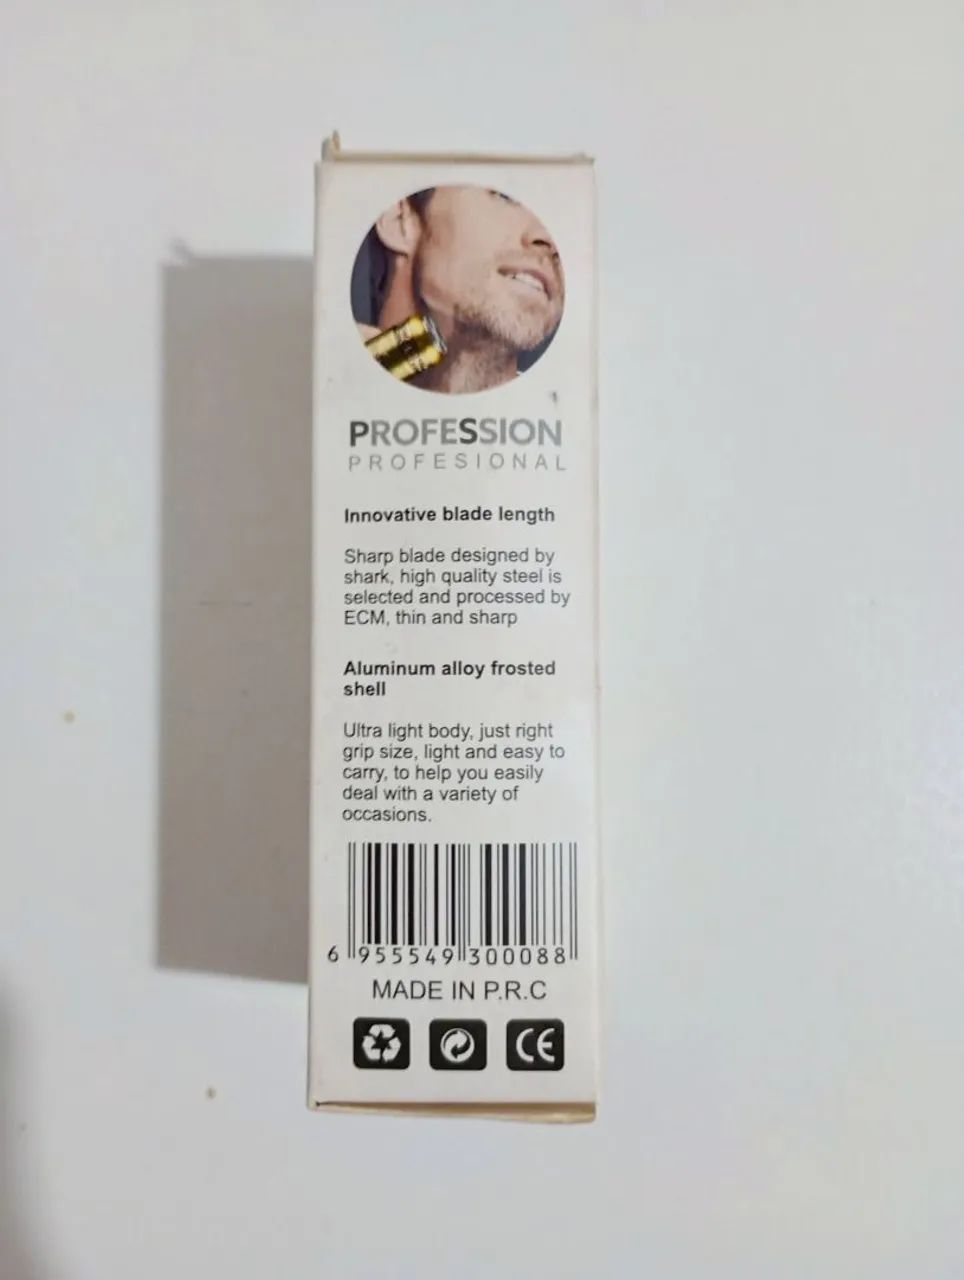 PROFESSION
PROFESIONAL
Innovative blade length
Sharp blade designed by
shark, high quality steel is
selected and processed by
ECM, thin and sharp
Aluminum alloy frosted
shell
Ultra light body, just right
grip size, light and easy to
carry, to help you easily
deal with a variety of
occasions.
6 955549 300088
MADE IN P.R.C
CE